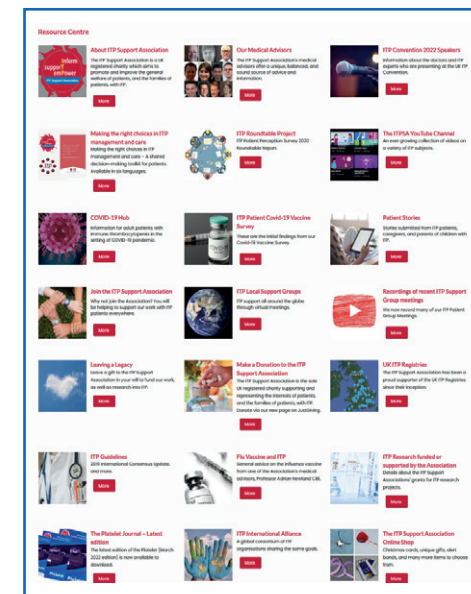 Resource Centre
Inform
support
emPower
ITP Support Association
About ITP Support Association
The ITP Support Association is a UK
registered charity which aims to
promote and improve the general
welfare of patients, and the families of
patients, with ITP.
More
Our Medical Advisors
The ITP Support Association's medical
advisors offer a unique, balanced, and
sound source of advice and
information.
More
ITP Convention 2022 Speakers
Information about the doctors and ITP
experts who are presenting at the UK ITP
Convention.
More
Making the right choices in ITP
management and care
Making the right choices in ITP
management and care – A shared
decision-making toolkit for patients.
Available in six languages.
More
ITP Roundtable Project
ITP Patient Perception Survey 2020
Roundtable Report.
More
The ITPSA YouTube Channel
An ever growing collection of videos on
a variety of ITP subjects.
More
COVID-19 Hub
Information for adult patients with
immune thrombocytopenia in the
setting of COVID-19 pandemic.
More
ITP Patient Covid-19 Vaccine
Survey
These are the initial findings from our
Covid-19 Vaccine Survey.
More
Patient Stories
Stories submitted from ITP patients,
caregivers, and parents of children with
ITP.
More
Join the ITP Support Association
Why not join the Association? You will
be helping to support our work with ITP
patients everywhere.
More
ITP Local Support Groups
ITP support all around the globe
through virtual meetings.
More
Recordings of recent ITP Support
Group meetings
We now record many of our ITP Patient
Group Meetings
More
Leaving a Legacy
Leave a gift to the ITP Support
Association in your will to fund our work,
as well as research into ITP.
More
Make a Donation to the ITP
Support Association
The ITP Support Association is the sole
UK registered charity supporting and
representing the interests of patients,
and the families of patients, with ITP.
Donate via our new page on JustGiving.
More
UK ITP Registries
The ITP Support Association has been a
proud supporter of the UK ITP Registries
since their inception.
More
ITP Guidelines
2019 International Consensus Update,
and more.
More
Flu Vaccine and ITP
General advice on the influenza vaccine
from one of the Association's medical
advisors, Professor Adrian Newland CBE.
More
ITP Research funded or
supported by the Association
Details about the ITP Support
Associations' grants for ITP research
projects.
More
The Platelet Journal – Latest
edition
The latest edition of the Platelet (March
2022 edition) is now available to
download.
More
ITP International Alliance
A global consortium of ITP
organisations sharing the same goals.
More
The ITP Support Association
Online Shop
Christmas cards, unique gifts, alert
bands, and many more items to choose
from.
More